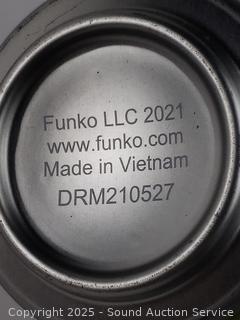 Funko LLC 2021
www.funko.com
Made in Vietnam
DRM210527
Copyright 2025 - Sound Auction Service